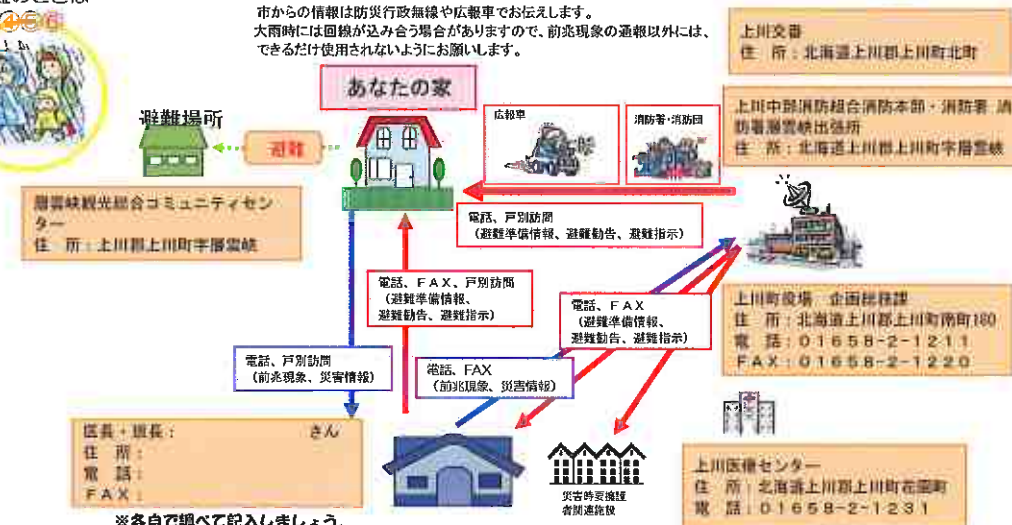 市からの情報は防災行政無線や広報車でお伝えします。
大雨時には回線が込み合う場合がありますので、前兆現象の通報以外には、
できるだけ使用されないようにお願いします。
あなたの家
避難場所
避難
広報車
消防署・消防団
上川交番
住 所：北海道上川郡上川町北町
上川中部消防組合消防本部・消防署 消
防署層雲峡出張所
住 所：北海道上川郡上川町字層雲峡
層雲峡観光総合コミュニティセン
ター
住 所：上川郡上川町字層雲峡
電話、戸別訪問
（避難準備情報、避難勧告、避難指示）
電話、ＦＡＸ、戸別訪問
（避難準備情報、
避難勧告、避難指示）
電話、ＦＡＸ
（避難準備情報、
避難勧告、避難指示）
上川町役場 企画総務課
住 所：北海道上川郡上川町南町180
電 話：０１６５８-２-１２１１
ＦＡＸ：０１６５８-２-１２２０
電話、戸別訪問
（前兆現象、災害情報）
電話、FAX
（前兆現象、災害情報）
区長・班長： さん
住 所：
電 話：
ＦＡＸ：
災害時要援護
者関連施設
上川医療センター
住 所：北海道上川郡上川町花園町
電 話：０１６５８-２-１２３１
※各自で調べて記入しましょう。